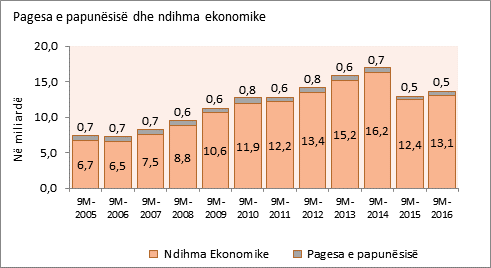 Pagesa e papunësisë dhe ndihma ekonomike
Në miliardë
20,0
15,0
10,0
5,0
0,0
0,7 0,7 0,7 0,6 0,6 0,8 0,6 0,8 0,6 0,7 0,5 0,5
6,7 6,5 7,5 8,8 10,6 11,9 12,2 13,4 15,2 16,2 12,4 13,1
9M- 9M- 9M- 9M- 9M- 9M- 9M- 9M- 9M- 9M- 9M- 9M-
2005 2006 2007 2008 2009 2010 2011 2012 2013 2014 2015 2016
Ndihma Ekonomike Pagesa e papunësisë